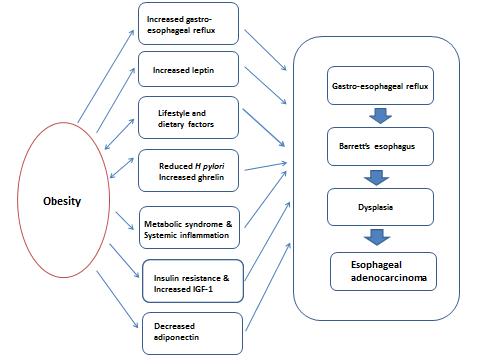 Obesity
Increased gastro-
esophageal reflux
Increased leptin
Lifestyle and
dietary factors
Reduced H pylori
Increased ghrelin
Metabolic syndrome &
Systemic inflammation
Insulin resistance &
Increased IGF-1
Decreased
adiponectin
Gastro-esophageal reflux
Barrett's esophagus
Dysplasia
Esophageal
adenocarcinoma